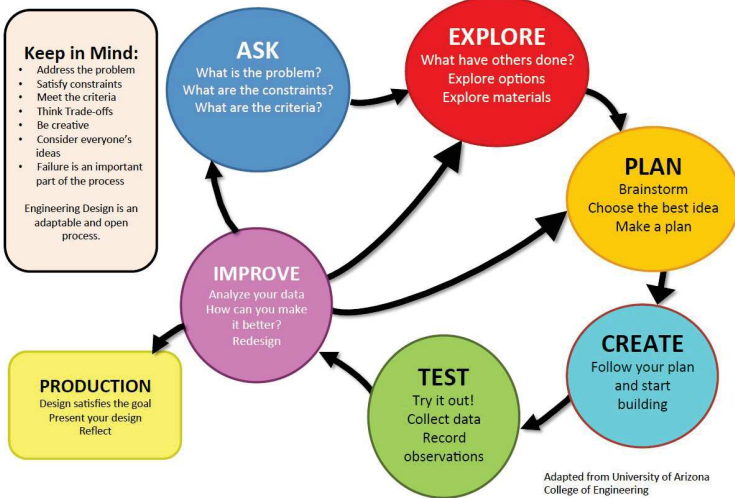 Keep in Mind:
• Address the problem
• Satisfy constraints
• Meet the criteria
• Think Trade-offs
• Be creative
• Consider everyone's
ideas
• Failure is an important
part of the process
Engineering Design is an
adaptable and open
process.
ASK
What is the problem?
What are the constraints?
What are the criteria?
EXPLORE
What have others done?
Explore options
Explore materials
PLAN
Brainstorm
Choose the best idea
Make a plan
CREATE
Follow your plan
and start
building
TEST
Try it out!
Collect data
Record
observations
IMPROVE
Analyze your data
How can you make
it better?
Redesign
PRODUCTION
Design satisfies the goal
Present your design
Reflect
Adapted from University of Arizona
College of Engineering